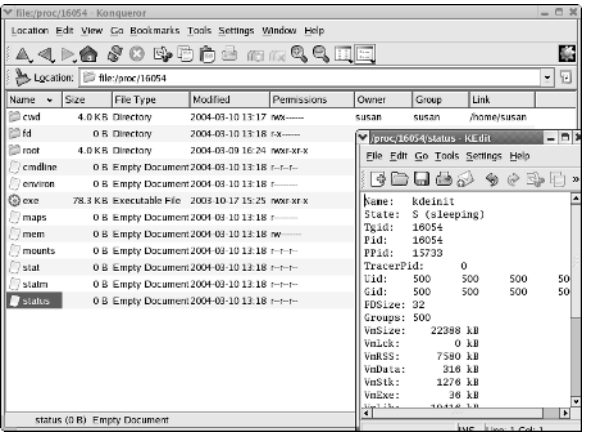 file:/proc/16054 - Konqueror
Location Edit View Go Bookmarks Tools Settings Window Help
Location: file:/proc/16054
Name Size File Type Modified Permissions Owner Group Link
cwd 4.0 KB Directory 2004-03-10 13:17 rwx------ susan susan /home/susan
fd 0 B Directory 2004-03-10 13:18 r-x------
root 4.0 KB Directory 2004-03-09 16:24 rwxr-xr-x
cmdline 0 B Empty Document 2004-03-10 13:18 r--r--r--
environ 0 B Empty Document 2004-03-10 13:18 r--------
exe 78.3 KB Executable File 2003-10-17 15:25 rwxr-xr-x
maps 0 B Empty Document 2004-03-10 13:18 r--------
mem 0 B Empty Document 2004-03-10 13:18 rw-------
mounts 0 B Empty Document 2004-03-10 13:18 r--r--r--
stat 0 B Empty Document 2004-03-10 13:18 r--r--r--
statm 0 B Empty Document 2004-03-10 13:18 r--r--r--
status 0 B Empty Document 2004-03-10 13:18 r--r--r--
status (0 B) Empty Document
/proc/16054/status - KEdit
File Edit Go Tools Settings Help
»
Name: kdeinit
State: S (sleeping)
Tgid: 16054
Pid: 16054
PPid: 15733
TracerPid: 0
Uid: 500 500 500 50
Gid: 500 500 500 50
FDSize: 32
Groups: 500
VmSize: 22388 kB
VmLck: 0 kB
VmRSS: 7580 kB
VmData: 316 kB
VmStk: 1276 kB
VmExe: 36 kB
VmLib: 19416 kB
INS Line: 1 Col: 1